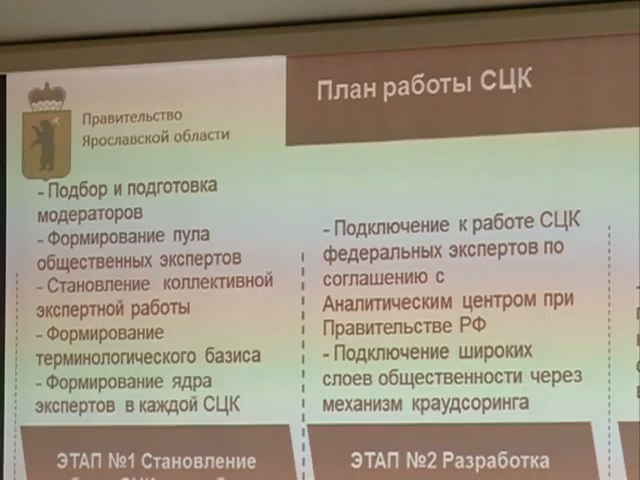 План работы СЦК
Правительство
Ярославской области
- Подбор и подготовка
модераторов
- Формирование пула
общественных экспертов
- Становление коллективной
экспертной работы
- Формирование
терминологического базиса
- Формирование ядра
экспертов в каждой СЦК
- Подключение к работе СЦК
федеральных экспертов по
соглашению с
Аналитическим центром при
Правительстве РФ
- Подключение широких
слоев общественности через
механизм краудсоринга
ЭТАП №1 Становление
ЭТАП №2 Разработка